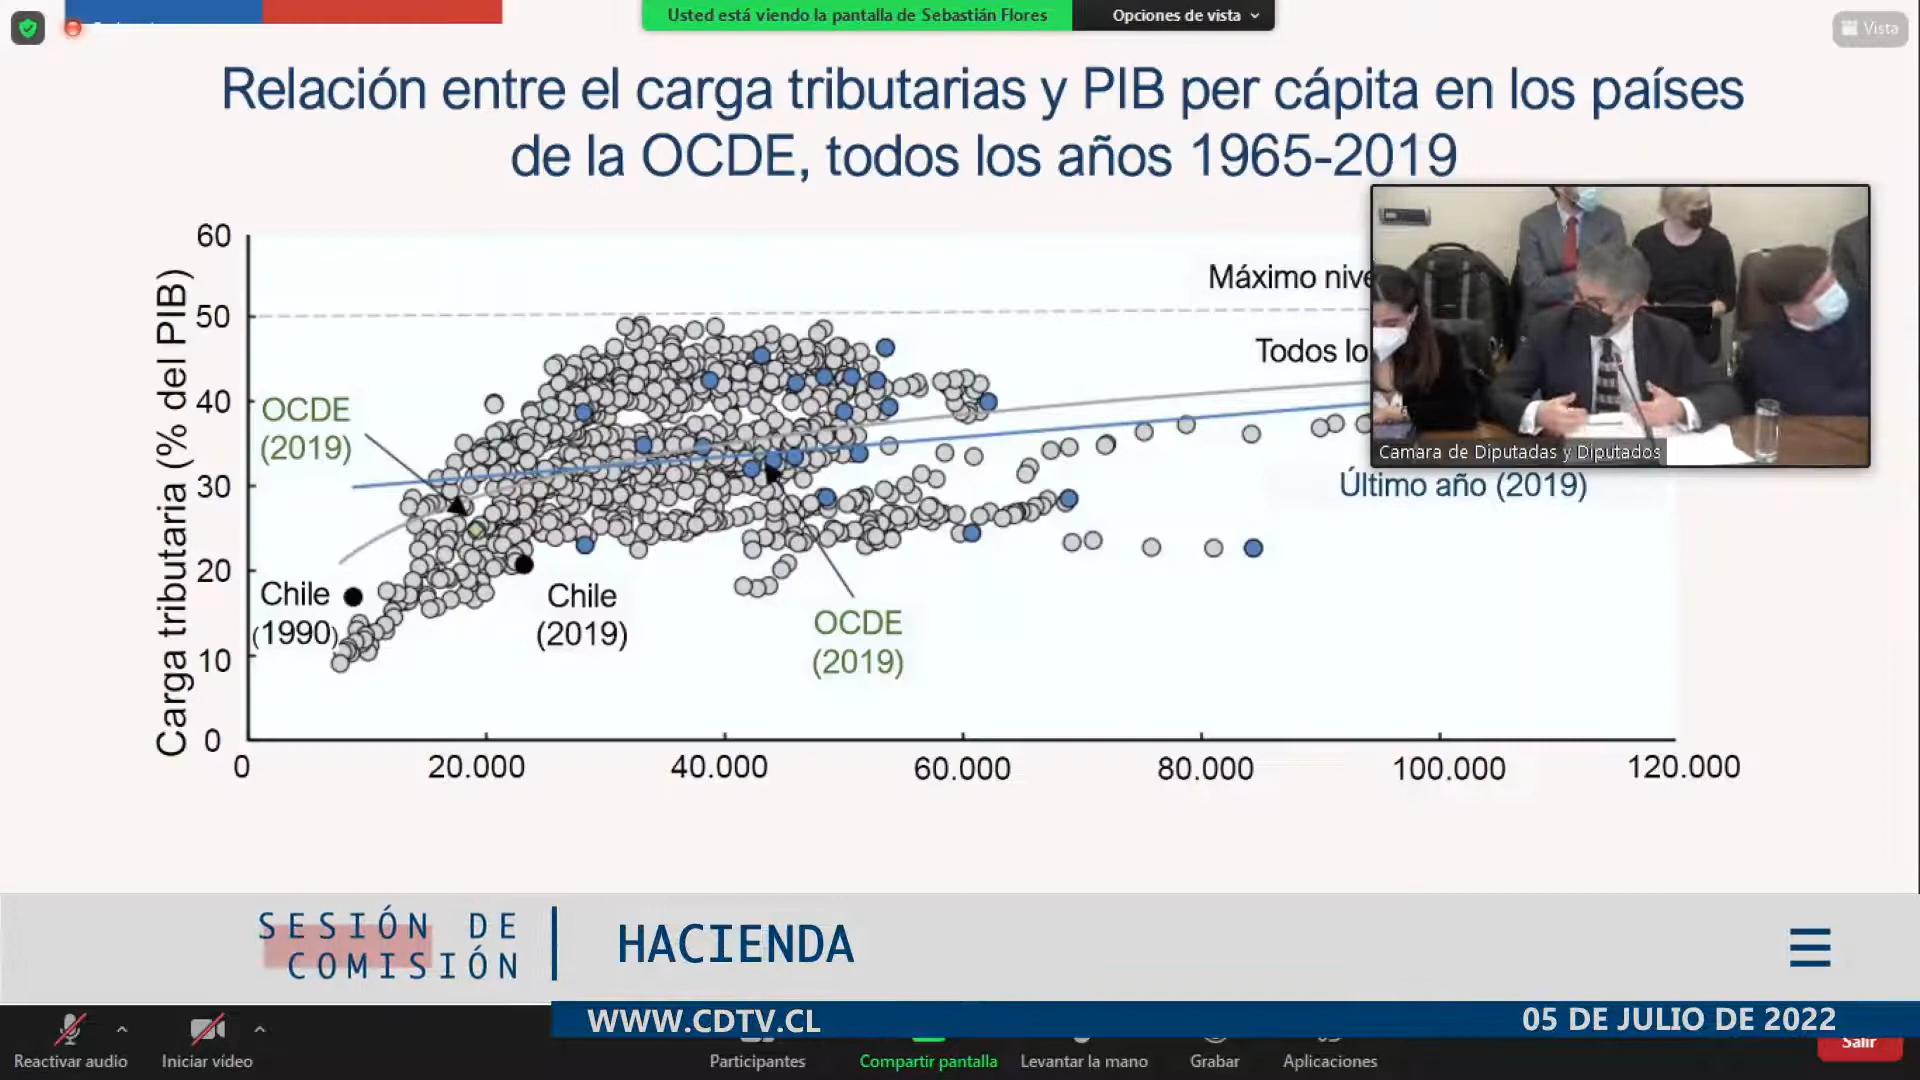 Usted está viendo la pantalla de Sebastián Flores
Opciones de vista
Vista
Relación entre el carga tributarias y PIB per cápita en los países
de la OCDE, todos los años 1965-2019
Carga tributaria (% del PIB)
60
50
40
30
20
10
0
Máximo nive
Todos lo
OCDE
(2019)
Camara de Diputadas y Diputados
Último año (2019)
Chile
(1990)
Chile
(2019)
OCDE
(2019)
0
20.000
40.000
60.000
80.000
100.000
120.000
SESIÓN DE
COMISIÓN
HACIENDA
WWW.CDTV.CL
05 DE JULIO DE 2022
Reactivar audio
Iniciar vídeo
Participantes
Compartir pantalla
Levantar la mano
Grabar
Aplicaciones
Salir